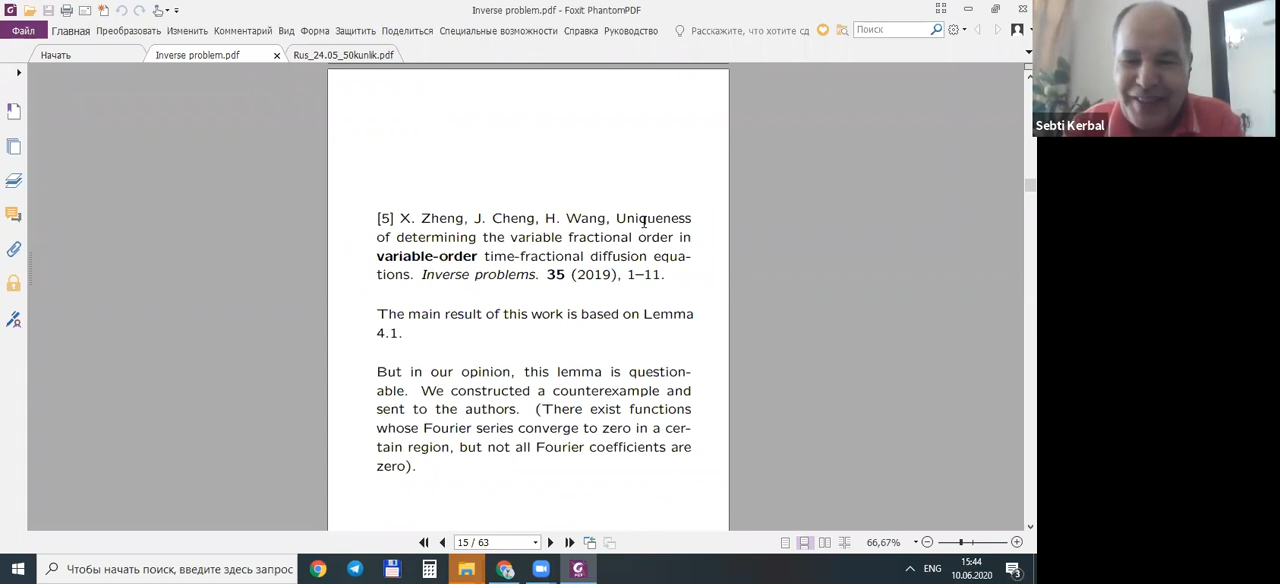 Inverse problem.pdf - Foxit PhantomPDF
Файл Главная Преобразовать Изменить Комментарий Вид Форма Защитить Поделиться Специальные возможности Справка Руководство Расскажите, что хотите сд Поиск
Начать Inverse problem.pdf Rus_24.05_50kunlik.pdf
Sebti Kerbal
[5] X. Zheng, J. Cheng, H. Wang, Uniqueness
of determining the variable fractional order in
variable-order time-fractional diffusion equa-
tions. Inverse problems. 35 (2019), 1–11.
The main result of this work is based on Lemma
4.1.
But in our opinion, this lemma is question-
able. We constructed a counterexample and
sent to the authors. (There exist functions
whose Fourier series converge to zero in a cer-
tain region, but not all Fourier coefficients are
zero).
15 / 63 66,67%
Чтобы начать поиск, введите здесь запрос ENG 15:44
10.06.2020 3